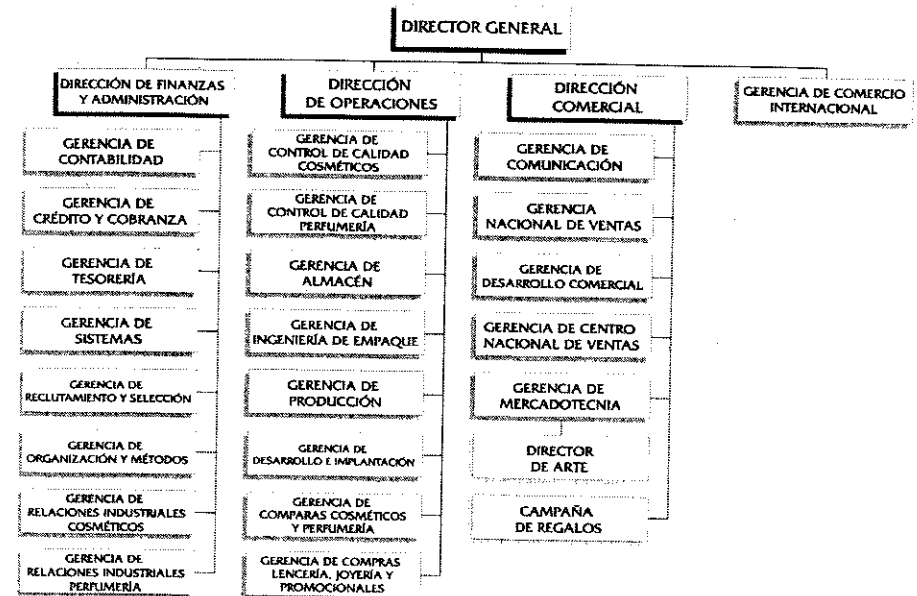 DIRECTOR GENERAL
DIRECCIÓN DE FINANZAS
Y ADMINISTRACIÓN
GERENCIA DE
CONTABILIDAD
GERENCIA DE
CRÉDITO Y COBRANZA
GERENCIA DE
TESORERÍA
GERENCIA DE
SISTEMAS
GERENCIA DE
RECLUTAMIENTO Y SELECCIÓN
GERENCIA DE
ORGANIZACIÓN Y MÉTODOS
GERENCIA DE
RELACIONES INDUSTRIALES
COSMÉTICOS
GERENCIA DE
RELACIONES INDUSTRIALES
PERFUMERÍA
DIRECCIÓN
DE OPERACIONES
GERENCIA DE
CONTROL DE CALIDAD
COSMÉTICOS
GERENCIA DE
CONTROL DE CALIDAD
PERFUMERÍA
GERENCIA DE
ALMACÉN
GERENCIA DE
INGENIERÍA DE EMPAQUE
GERENCIA DE
PRODUCCIÓN
GERENCIA DE
DESARROLLO E IMPLANTACIÓN
GERENCIA DE
COMPARAS COSMÉTICOS
Y PERFUMERÍA
GERENCIA DE COMPRAS
LENCERÍA, JOYERÍA Y
PROMOCIONALES
DIRECCIÓN
COMERCIAL
GERENCIA DE
COMUNICACIÓN
GERENCIA
NACIONAL DE VENTAS
GERENCIA DE
DESARROLLO COMERCIAL
GERENCIA DE CENTRO
NACIONAL DE VENTAS
GERENCIA DE
MERCADOTECNIA
DIRECTOR
DE ARTE
CAMPAÑA
DE REGALOS
GERENCIA DE COMERCIO
INTERNACIONAL